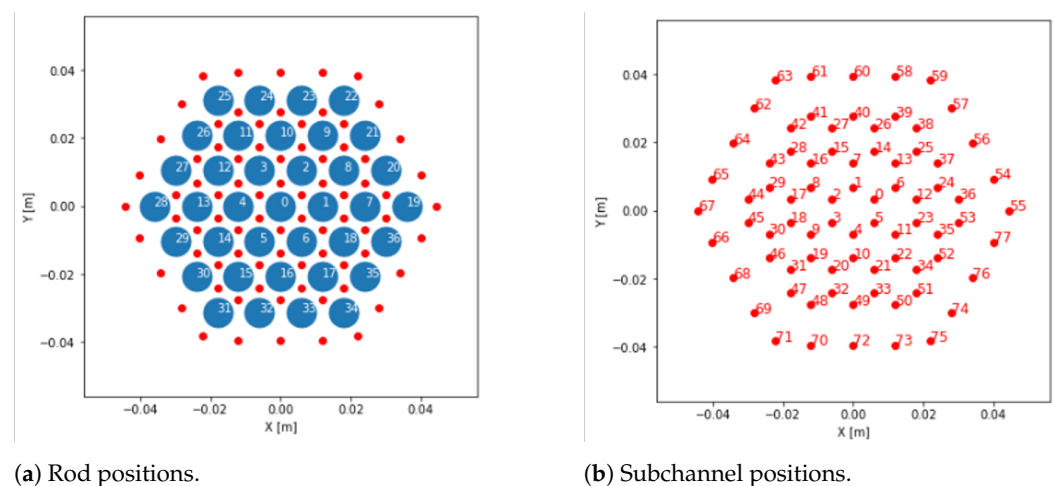 0.04
0.02
0.00
−0.02
−0.04
Y [m]
25 24 23 22
26 11 10 9 21
27 12 3 2 8 20
28 13 4 0 1 7 19
29 14 5 6 18 36
30 15 16 17 35
31 32 33 34
−0.04 −0.02 0.00 0.02 0.04
X [m]
(a) Rod positions.
0.04
0.02
0.00
−0.02
−0.04
Y [m]
63 61 60 58 59
62 41 40 39 57
42 27 26 38
64 28 15 14 25 56
43 16 7 13 37
65 29 8 1 6 24 54
44 17 2 0 12 36
67 55
45 18 3 5 23 53
66 30 9 4 11 35 77
46 19 10 22 52
68 31 20 21 34 76
47 32 33 51
69 48 49 50 74
71 70 72 73 75
−0.04 −0.02 0.00 0.02 0.04
X [m]
(b) Subchannel positions.